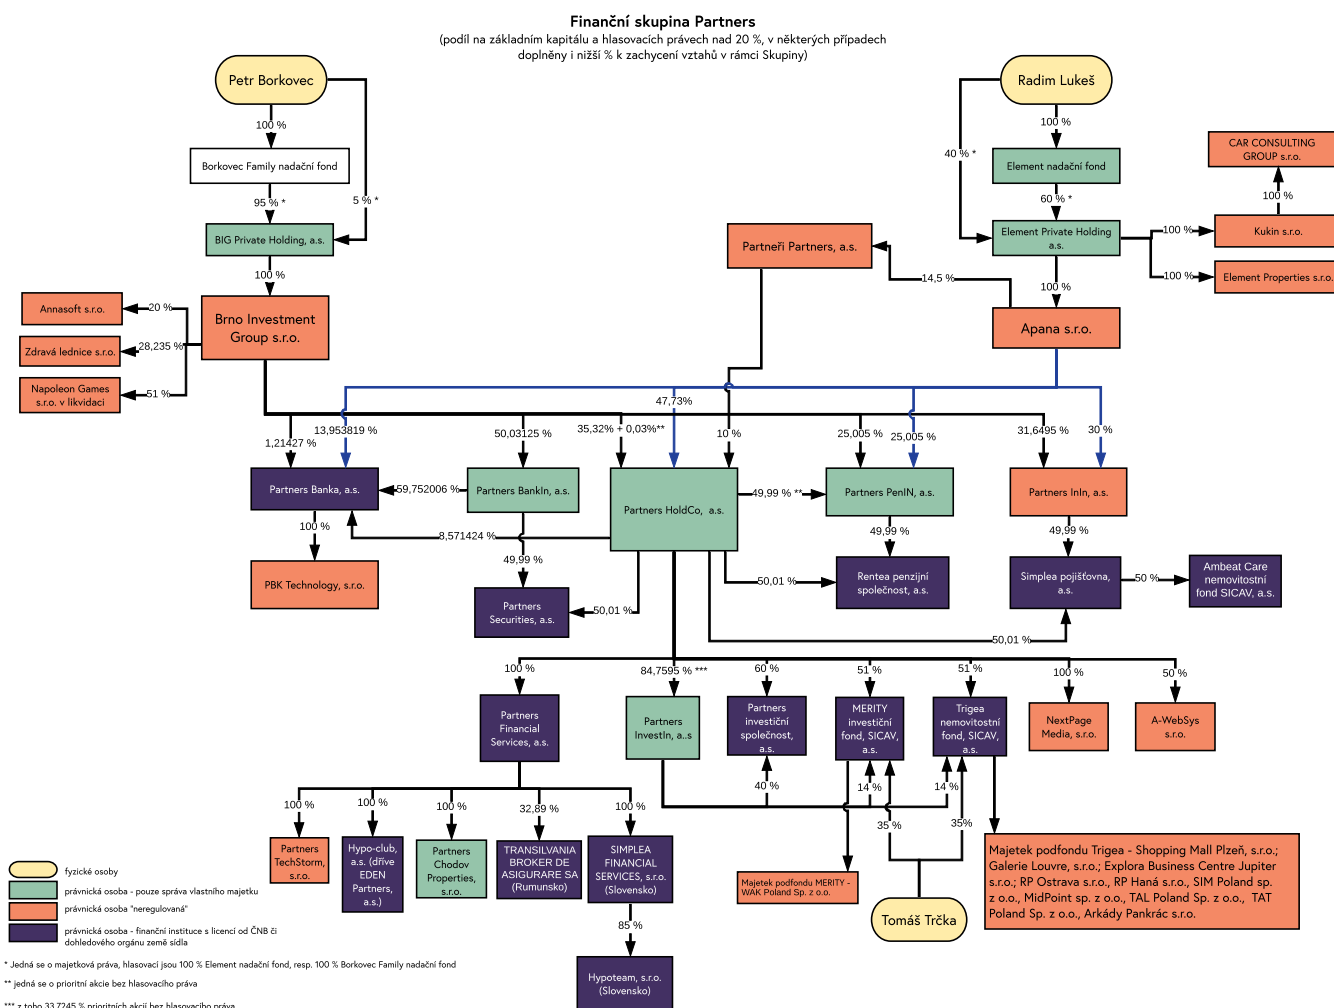 Finanční skupina Partners
(podíl na základním kapitálu a hlasovacích právech nad 20 %, v některých případech
doplněny i nižší % k zachycení vztahů v rámci Skupiny)
Petr Borkovec
Radim Lukeš
100 %
5 % *
100 %
40 % *
Borkovec Family nadační fond
Element nadační fond
CAR CONSULTING
GROUP s.r.o.
95 % *
60 % *
100 %
BIG Private Holding, a.s.
Partneři Partners, a.s.
Element Private Holding
a.s.
100 %
Kukin s.r.o.
100 %
Element Properties s.r.o.
100 %
14,5 %
100 %
Annasoft s.r.o.
20 %
Brno Investment
Group s.r.o.
Apana s.r.o.
Zdravá lednice s.r.o.
28,235 %
Napoleon Games
s.r.o. v likvidaci
51 %
47,73%
1,21427 %
13,953819 %
50,03125 %
35,32% + 0,03%**
10 %
25,005 %
25,005 %
31,6495 %
30 %
Partners Banka, a.s.
59,752006 %
Partners BankIn, a.s.
Partners HoldCo,  a.s.
49,99 % **
Partners PenIN, a.s.
Partners InIn, a.s.
100 %
8,571424 %
49,99 %
49,99 %
49,99 %
PBK Technology, s.r.o.
Partners
Securities, a.s.
50,01 %
50,01 %
Rentea penzijní
společnost, a.s.
Simplea pojišťovna,
a.s.
50 %
Ambeat Care
nemovitostní
fond SICAV, a.s.
50,01 %
100 %
84,7595 % ***
60 %
51 %
51 %
100 %
50 %
Partners
Financial
Services, a.s.
Partners
InvestIn, a..s
Partners
investiční
společnost,
a.s.
MERITY
investiční
fond, SICAV,
a.s.
Trigea
nemovitostní
fond, SICAV,
a.s.
NextPage
Media, s.r.o.
A-WebSys
s.r.o.
40 %
14 %
14 %
35 %
35%
100 %
100 %
100 %
32,89 %
100 %
Partners
TechStorm,
s.r.o.
Hypo-club,
a.s. (dříve
EDEN
Partners,
a.s.)
Partners
Chodov
Properties,
s.r.o.
TRANSILVANIA
BROKER DE
ASIGURARE SA
(Rumunsko)
SIMPLEA
FINANCIAL
SERVICES, s.r.o.
(Slovensko)
Majetek podfondu MERITY -
WAK Poland Sp. z o.o.
Majetek podfondu Trigea - Shopping Mall Plzeň, s.r.o.;
Galerie Louvre, s.r.o.; Explora Business Centre Jupiter
s.r.o.; RP Ostrava s.r.o., RP Haná s.r.o., SIM Poland sp.
z o.o., MidPoint sp. z o.o., TAL Poland Sp. z o.o.,  TAT
Poland Sp. z o.o., Arkády Pankrác s.r.o.
Tomáš Trčka
85 %
Hypoteam, s.r.o.
(Slovensko)
fyzické osoby
právnická osoba - pouze správa vlastního majetku
právnická osoba "neregulovaná"
právnická osoba - finanční instituce s licencí od ČNB či
dohledového orgánu země sídla
* Jedná se o majetková práva, hlasovací jsou 100 % Element nadační fond, resp. 100 % Borkovec Family nadační fond
** jedná se o prioritní akcie bez hlasovacího práva
*** z toho 33,7245 % prioritních akcií bez hlasovacího práva